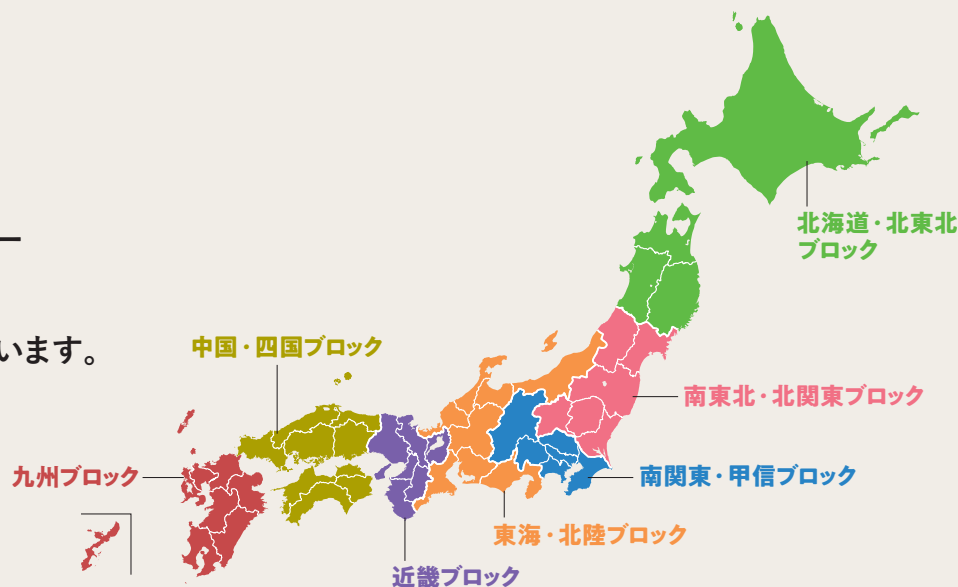 北海道・北東北
ブロック
ー
います。
中国・四国ブロック
南東北・北関東ブロック
九州ブロック
南関東・甲信ブロック
東海・北陸ブロック
近畿ブロック